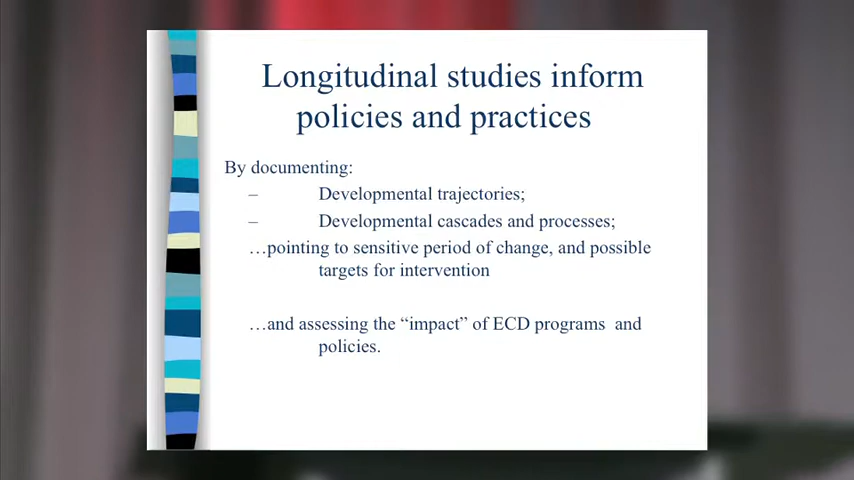 Longitudinal studies inform
policies and practices
By documenting:
– Developmental trajectories;
– Developmental cascades and processes;
…pointing to sensitive period of change, and possible
targets for intervention
…and assessing the “impact” of ECD programs and
policies.